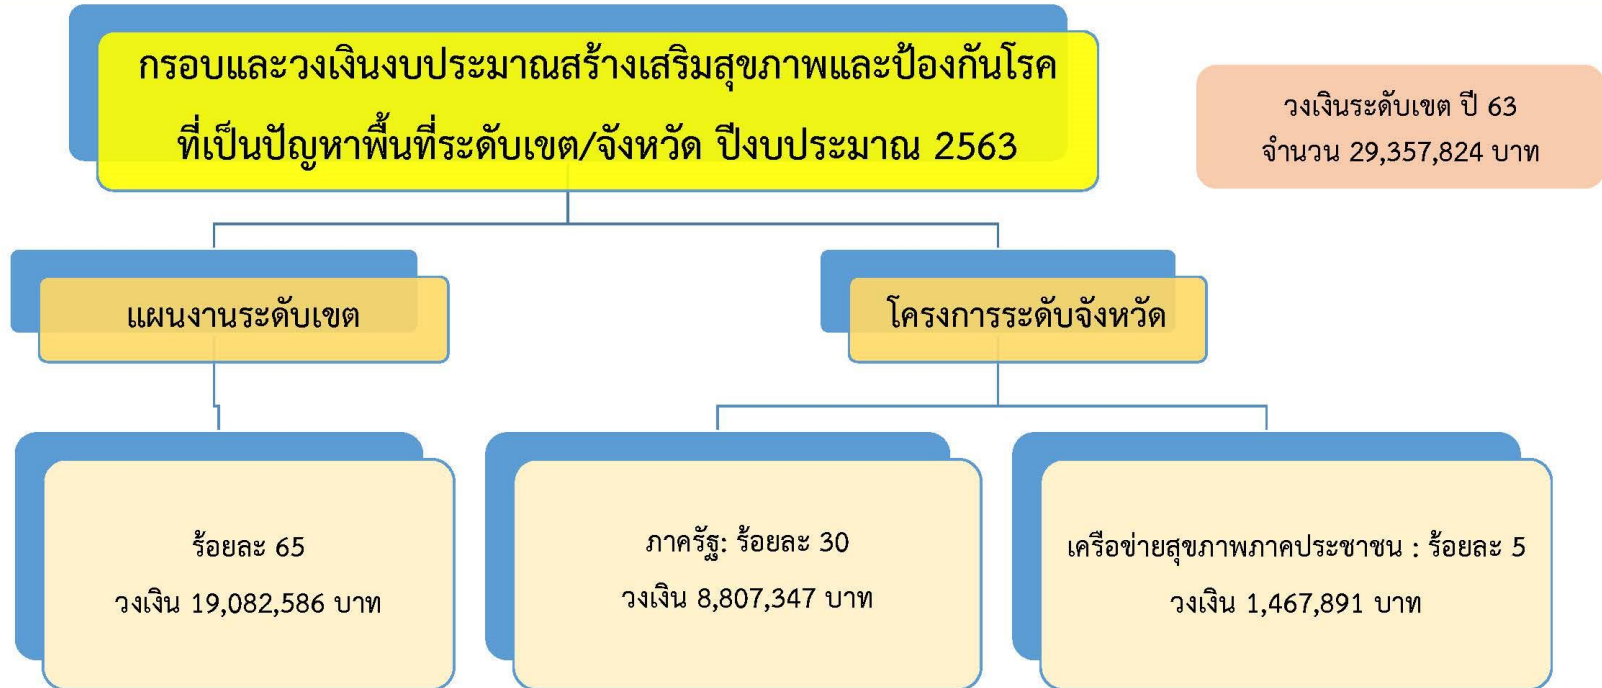 กรอบและวงเงินงบประมาณสร้างเสริมสุขภาพและป้องกันโรค
ที่เป็นปัญหาพื้นที่ระดับเขต/จังหวัด ปีงบประมาณ 2563
วงเงินระดับเขต ปี 63
จำนวน 29,357,824 บาท
แผนงานระดับเขต
โครงการระดับจังหวัด
ร้อยละ 65
วงเงิน 19,082,586 บาท
ภาครัฐ: ร้อยละ 30
วงเงิน 8,807,347 บาท
เครือข่ายสุขภาพภาคประชาชน : ร้อยละ 5
วงเงิน 1,467,891 บาท